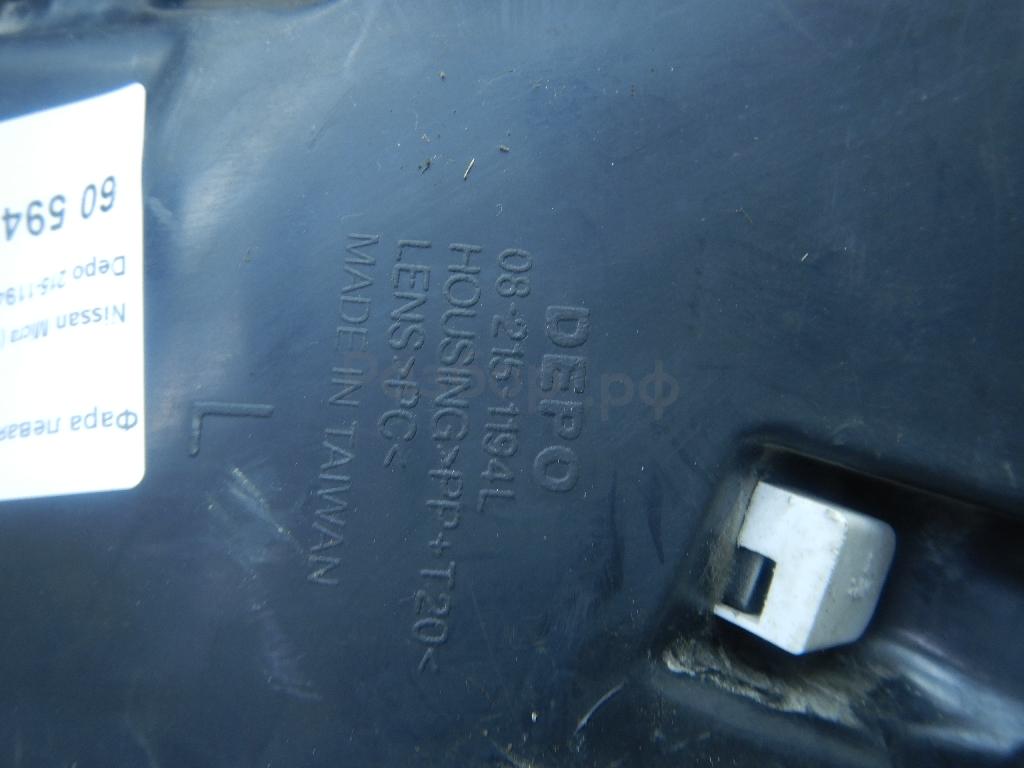 DEPO
08-215-1194L
HOUSING>PP+T20<
LENS>PC<
MADE IN TAIWAN
L
60 594
Depo 215-1194
Nissan Micra
Фара левая